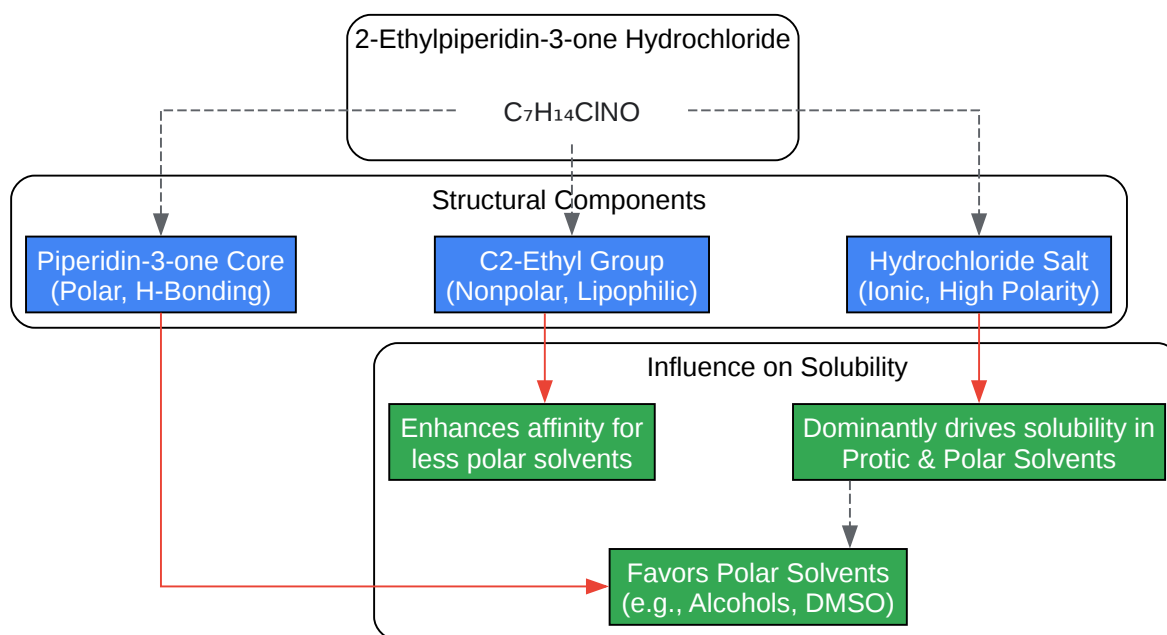 2-Ethylpiperidin-3-one Hydrochloride
C₇H₁₄ClNO
Structural Components
Piperidin-3-one Core
(Polar, H-Bonding)
C2-Ethyl Group
(Nonpolar, Lipophilic)
Hydrochloride Salt
(Ionic, High Polarity)
Influence on Solubility
Enhances affinity for
less polar solvents
Dominantly drives solubility in
Protic & Polar Solvents
Favors Polar Solvents
(e.g., Alcohols, DMSO)